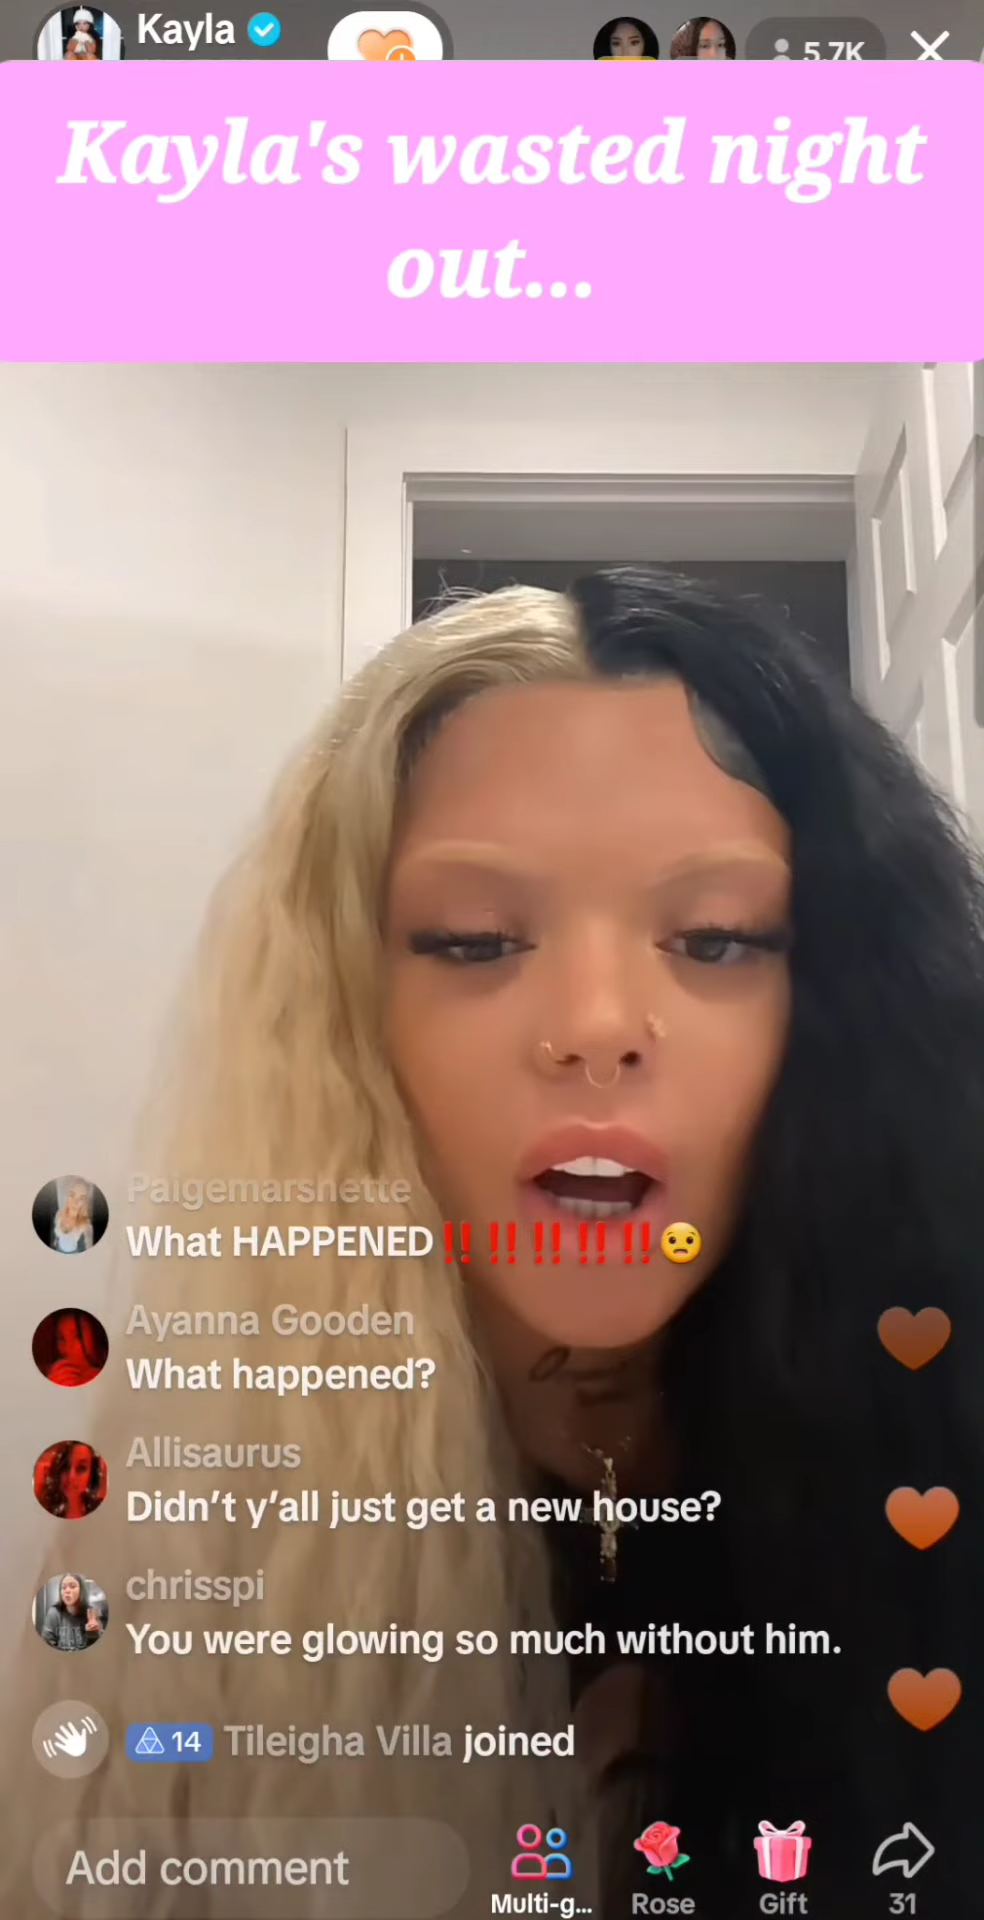 Kayla
5.7K
Kayla's wasted night
out...
Paigemarshette
What HAPPENED‼️‼️‼️‼️‼️😟
Ayanna Gooden
What happened?
Allisaurus
Didn’t y’all just get a new house?
chrisspi
You were glowing so much without him.
14 Tileigha Villa joined
Add comment
Multi-g...
Rose
Gift
31